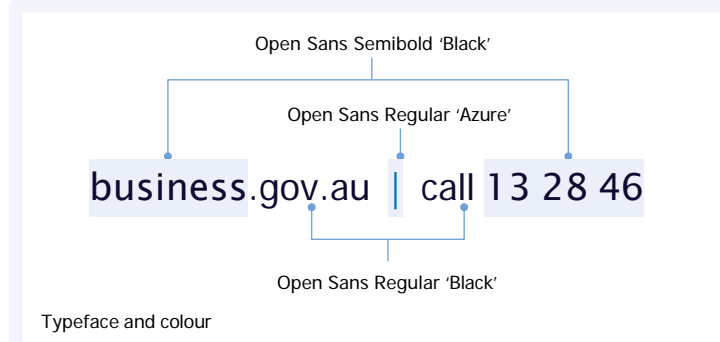 Open Sans Semibold ‘Black’
Open Sans Regular ‘Azure’
business.gov.au | call 13 28 46
Open Sans Regular ‘Black’
Typeface and colour